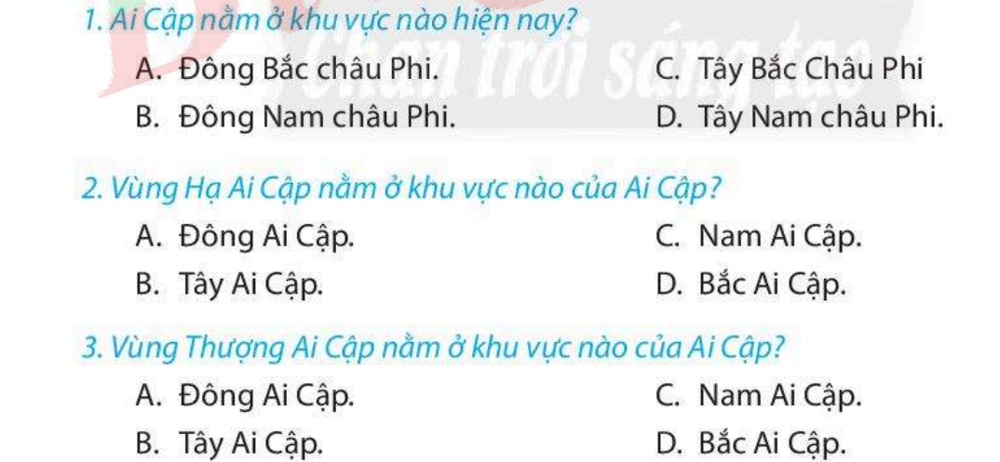 1. Ai Cập nằm ở khu vực nào hiện nay?
Chân trời sáng tạo
A. Đông Bắc châu Phi.
C. Tây Bắc Châu Phi
B. Đông Nam châu Phi.
D. Tây Nam châu Phi.
2. Vùng Hạ Ai Cập nằm ở khu vực nào của Ai Cập?
A. Đông Ai Cập.
C. Nam Ai Cập.
B. Tây Ai Cập.
D. Bắc Ai Cập.
3. Vùng Thượng Ai Cập nằm ở khu vực nào của Ai Cập?
A. Đông Ai Cập.
C. Nam Ai Cập.
B. Tây Ai Cập.
D. Bắc Ai Cập.